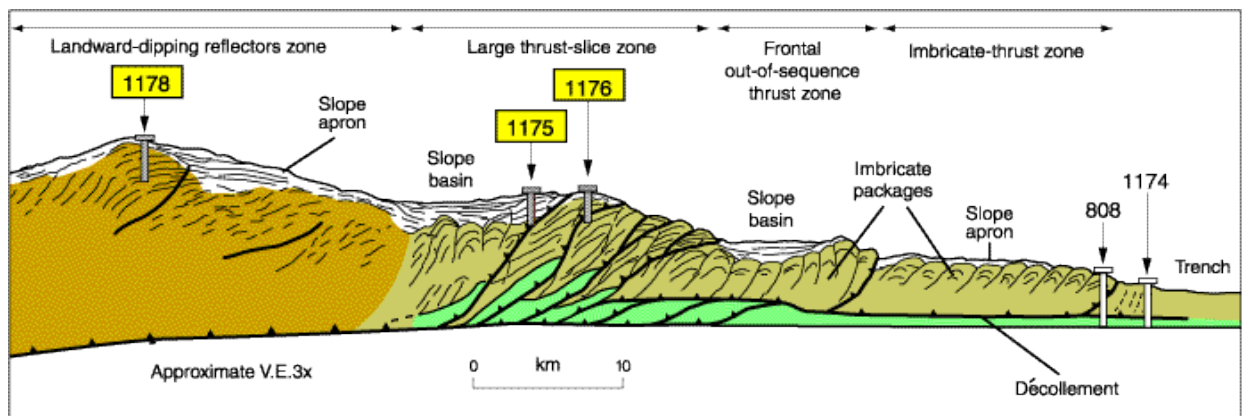 Landward-dipping reflectors zone
Large thrust-slice zone
Frontal
out-of-sequence
thrust zone
Imbricate-thrust zone
1178
1176
1175
Slope
apron
Slope
basin
Slope
basin
Imbricate
packages
Slope
apron
1174
808
Trench
Approximate V.E.3x
km
0
10
Décollement